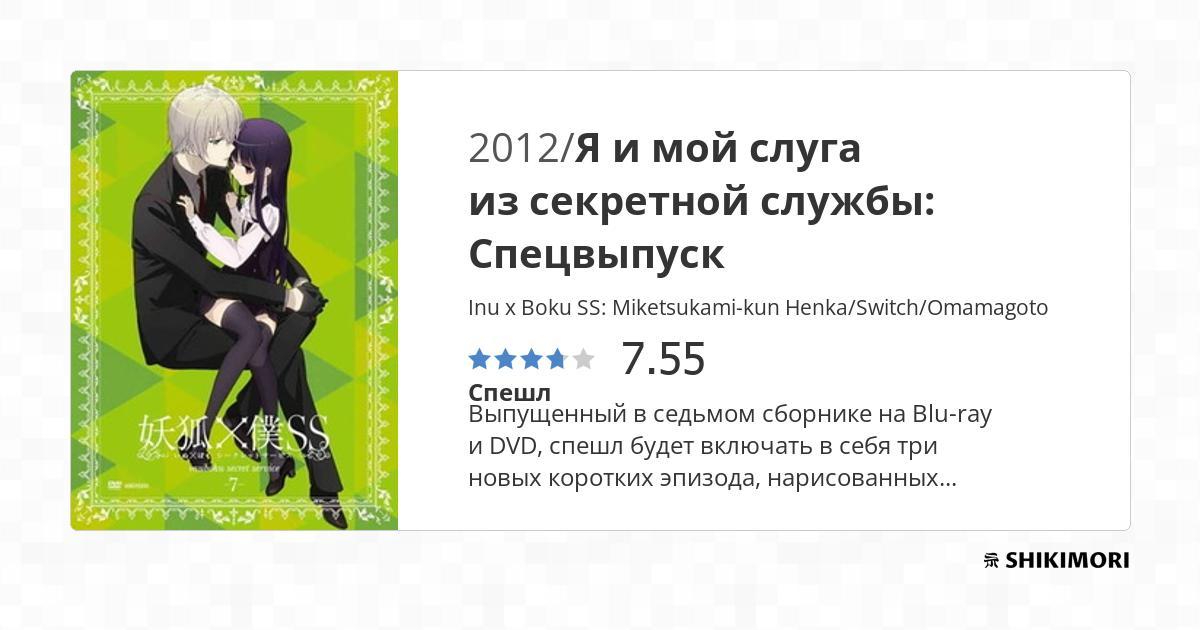 2012/Я и мой слуга
из секретной службы:
Спецвыпуск
Inu x Boku SS: Miketsukami-kun Henka/Switch/Omamagoto
7.55
Спешл
Выпущенный в седьмом сборнике на Blu-ray
и DVD, спешл будет включать в себя три
новых коротких эпизода, нарисованных...
妖狐×僕SS
secret service
-7-
DVD
SHIKIMORI